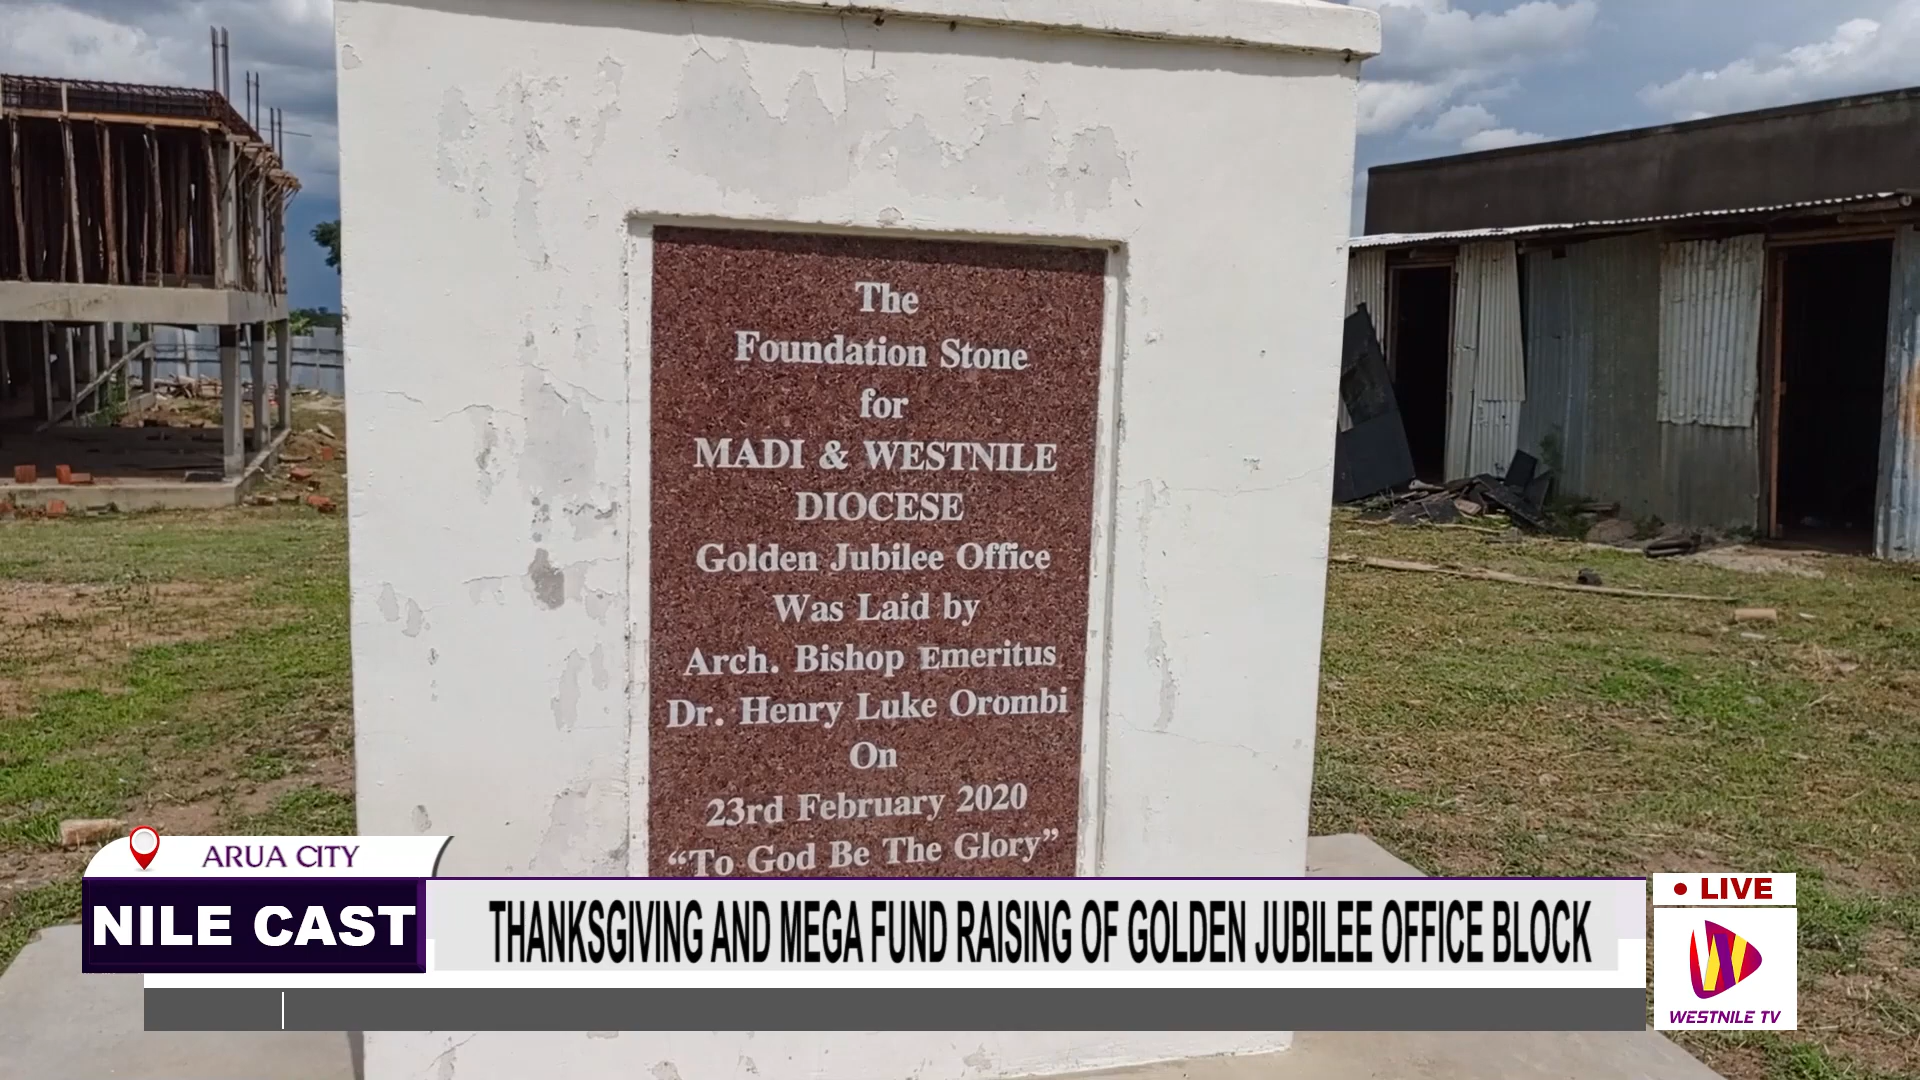 The
Foundation Stone
for
MADI & WESTNILE
DIOCESE
Golden Jubilee Office
Was Laid by
Arch. Bishop Emeritus
Dr. Henry Luke Orombi
On
23rd February 2020
“To God Be The Glory”
ARUA CITY
NILE CAST
THANKSGIVING AND MEGA FUND RAISING OF GOLDEN JUBILEE OFFICE BLOCK
LIVE
WESTNILE TV